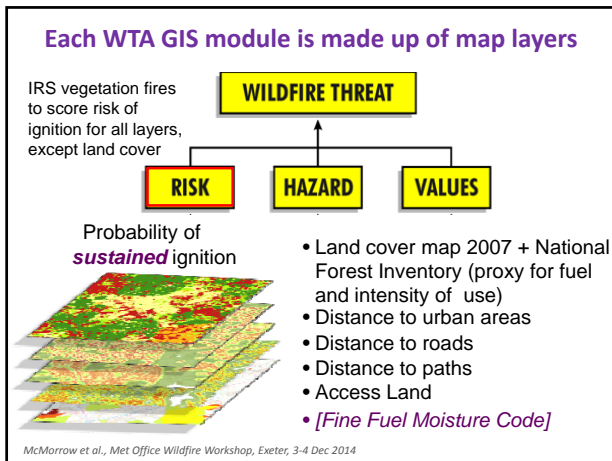 Each WTA GIS module is made up of map layers
IRS vegetation fires
to score risk of
ignition for all layers,
except land cover
WILDFIRE THREAT
RISK
HAZARD
VALUES
Probability of
sustained ignition
• Land cover map 2007 + National
Forest Inventory (proxy for fuel
and intensity of use)
• Distance to urban areas
• Distance to roads
• Distance to paths
• Access Land
• [Fine Fuel Moisture Code]
McMorrow et al., Met Office Wildfire Workshop, Exeter, 3-4 Dec 2014